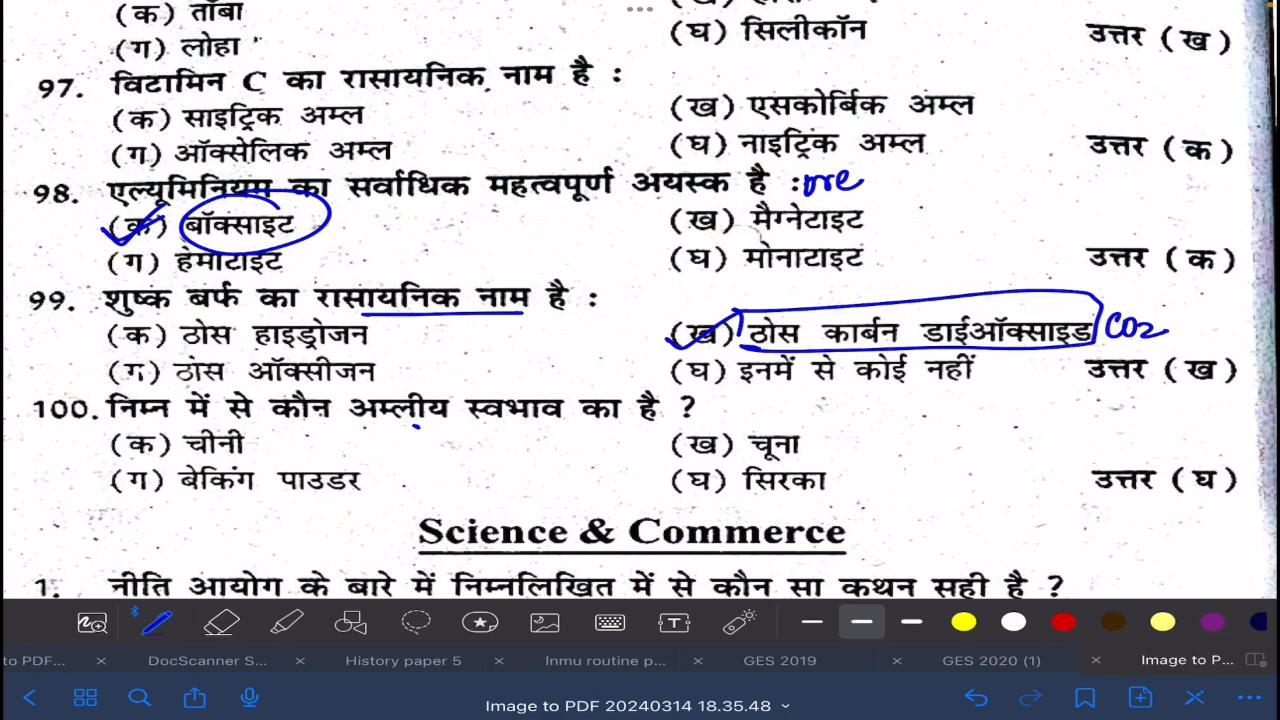 (क) ताँबा
(ग) लोहा
(घ) सिलीकॉन
उत्तर (ख)
97. विटामिन C का रासायनिक नाम है :
(क) साइट्रिक अम्ल (ख) एसकोर्बिक अम्ल
(ग) ऑक्सेलिक अम्ल (घ) नाइट्रिक अम्ल उत्तर (क)
98. एल्यूमिनियम का सर्वाधिक महत्वपूर्ण अयस्क है : ore
(क) बॉक्साइट (ख) मैग्नेटाइट
(ग) हेमाटाइट (घ) मोनाटाइट उत्तर (क)
99. शुष्क बर्फ का रासायनिक नाम है :
(क) ठोस हाइड्रोजन (ख) ठोस कार्बन डाईऑक्साइड CO2
(ग) ठोस ऑक्सीजन (घ) इनमें से कोई नहीं उत्तर (ख)
100. निम्न में से कौन अम्लीय स्वभाव का है ?
(क) चीनी (ख) चूना
(ग) बेकिंग पाउडर (घ) सिरका उत्तर (घ)
Science & Commerce
1. नीति आयोग के बारे में निम्नलिखित में से कौन सा कथन सही है ?
T
to PDF... × DocScanner S... × History paper 5 × Inmu routine p... × GES 2019 × GES 2020 (1) × Image to P...
Image to PDF 20240314 18.35.48